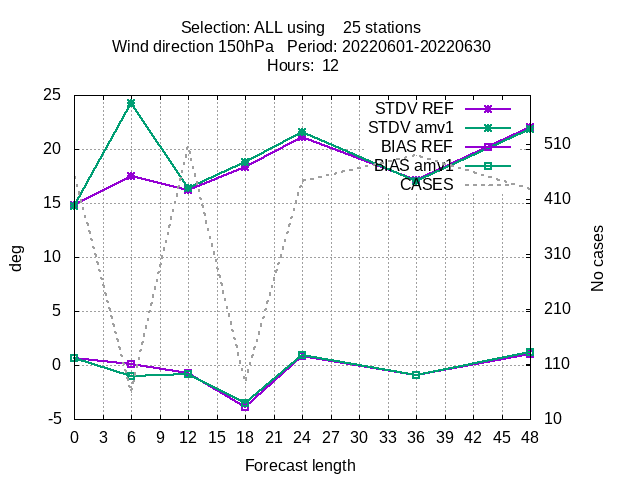 Selection: ALL using    25 stations
Wind direction 150hPa   Period: 20220601-20220630
Hours:  12
STDV REF
STDV amv1
BIAS REF
BIAS amv1
CASES
25
20
15
10
5
0
-5
deg
510
410
310
210
110
10
No cases
0 3 6 9 12 15 18 21 24 27 30 33 36 39 42 45 48
Forecast length